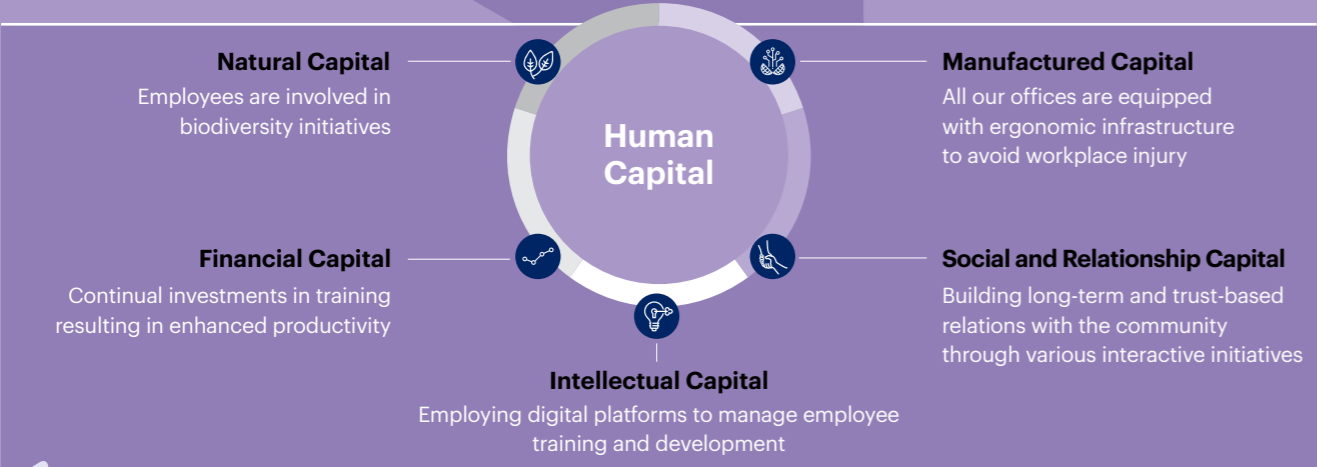 Natural Capital
Employees are involved in
biodiversity initiatives
Human
Capital
Manufactured Capital
All our offices are equipped
with ergonomic infrastructure
to avoid workplace injury
Financial Capital
Continual investments in training
resulting in enhanced productivity
Social and Relationship Capital
Building long-term and trust-based
relations with the community
through various interactive initiatives
Intellectual Capital
Employing digital platforms to manage employee
training and development